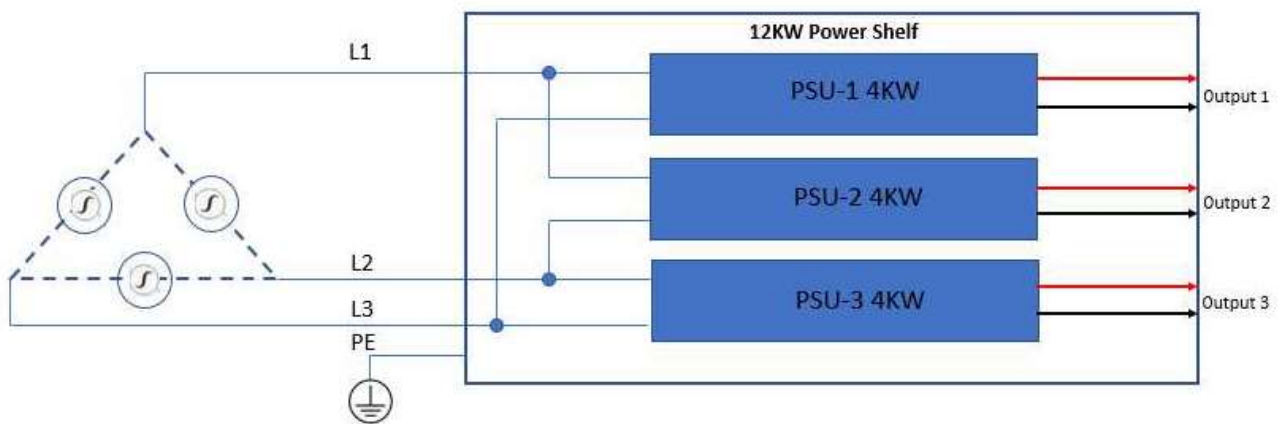 12KW Power Shelf
L1
PSU-1 4KW
Output 1
PSU-2 4KW
Output 2
L2
PSU-3 4KW
Output 3
L3
PE